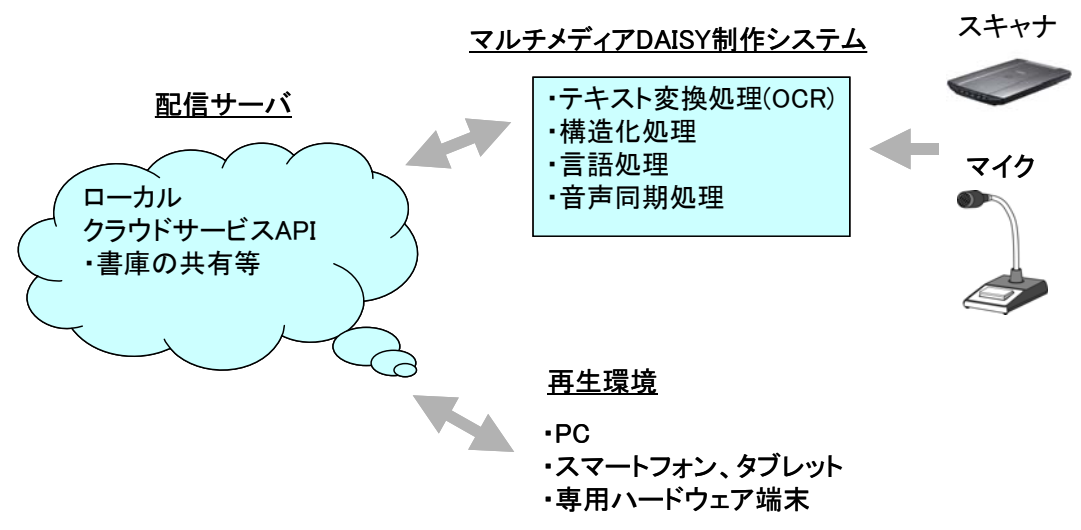 スキャナ
マルチメディアDAISY制作システム
配信サーバ
・テキスト変換処理(OCR)
・構造化処理
・言語処理
・音声同期処理
マイク
ローカル
クラウドサービスAPI
・書庫の共有等
再生環境
・PC
・スマートフォン、タブレット
・専用ハードウェア端末